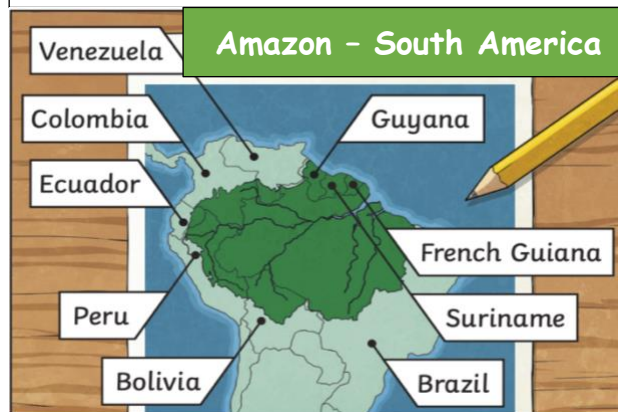 Amazon – South America
Venezuela
Colombia
Guyana
Ecuador
French Guiana
Peru
Suriname
Bolivia
Brazil